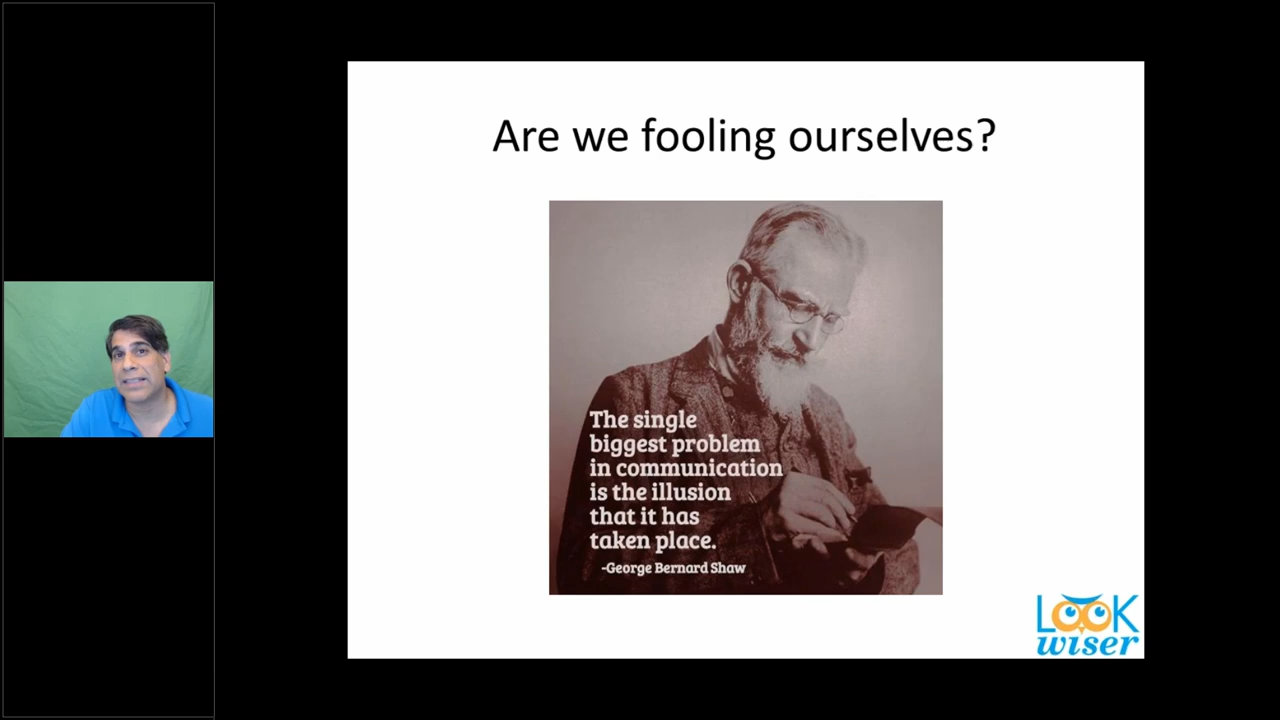 Are we fooling ourselves?
The single
biggest problem
in communication
is the illusion
that it has
taken place.
-George Bernard Shaw
LOOK
wiser